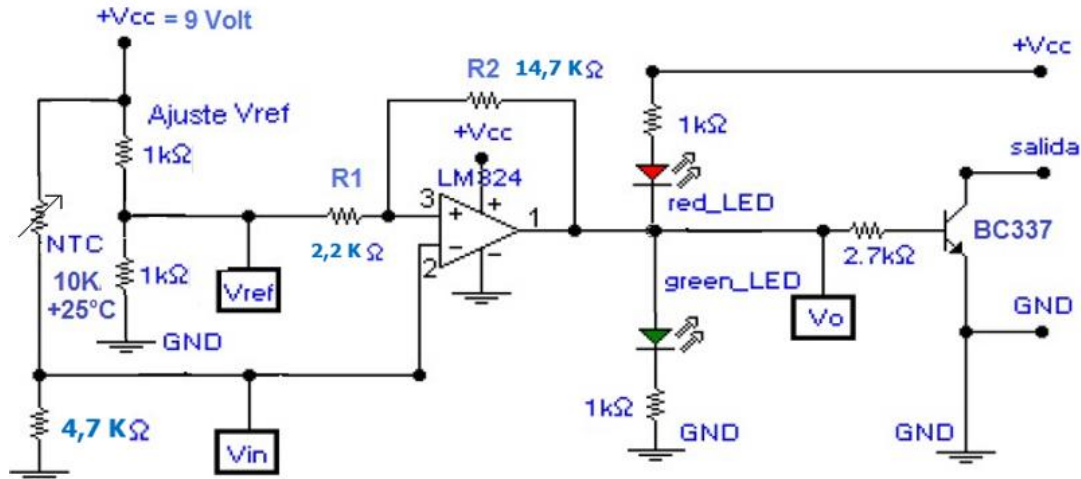 +Vcc = 9 Volt
+Vcc
R2 14,7 KΩ
Ajuste Vref
+Vcc
1kΩ
1kΩ
salida
R1
LM324
3
+
+
red_LED
1
BC337
NTC
2,2 KΩ
-
-
2
2.7kΩ
10K
+25°C
1kΩ
Vref
green_LED
Vo
GND
GND
1kΩ
4,7 KΩ
GND
GND
Vin